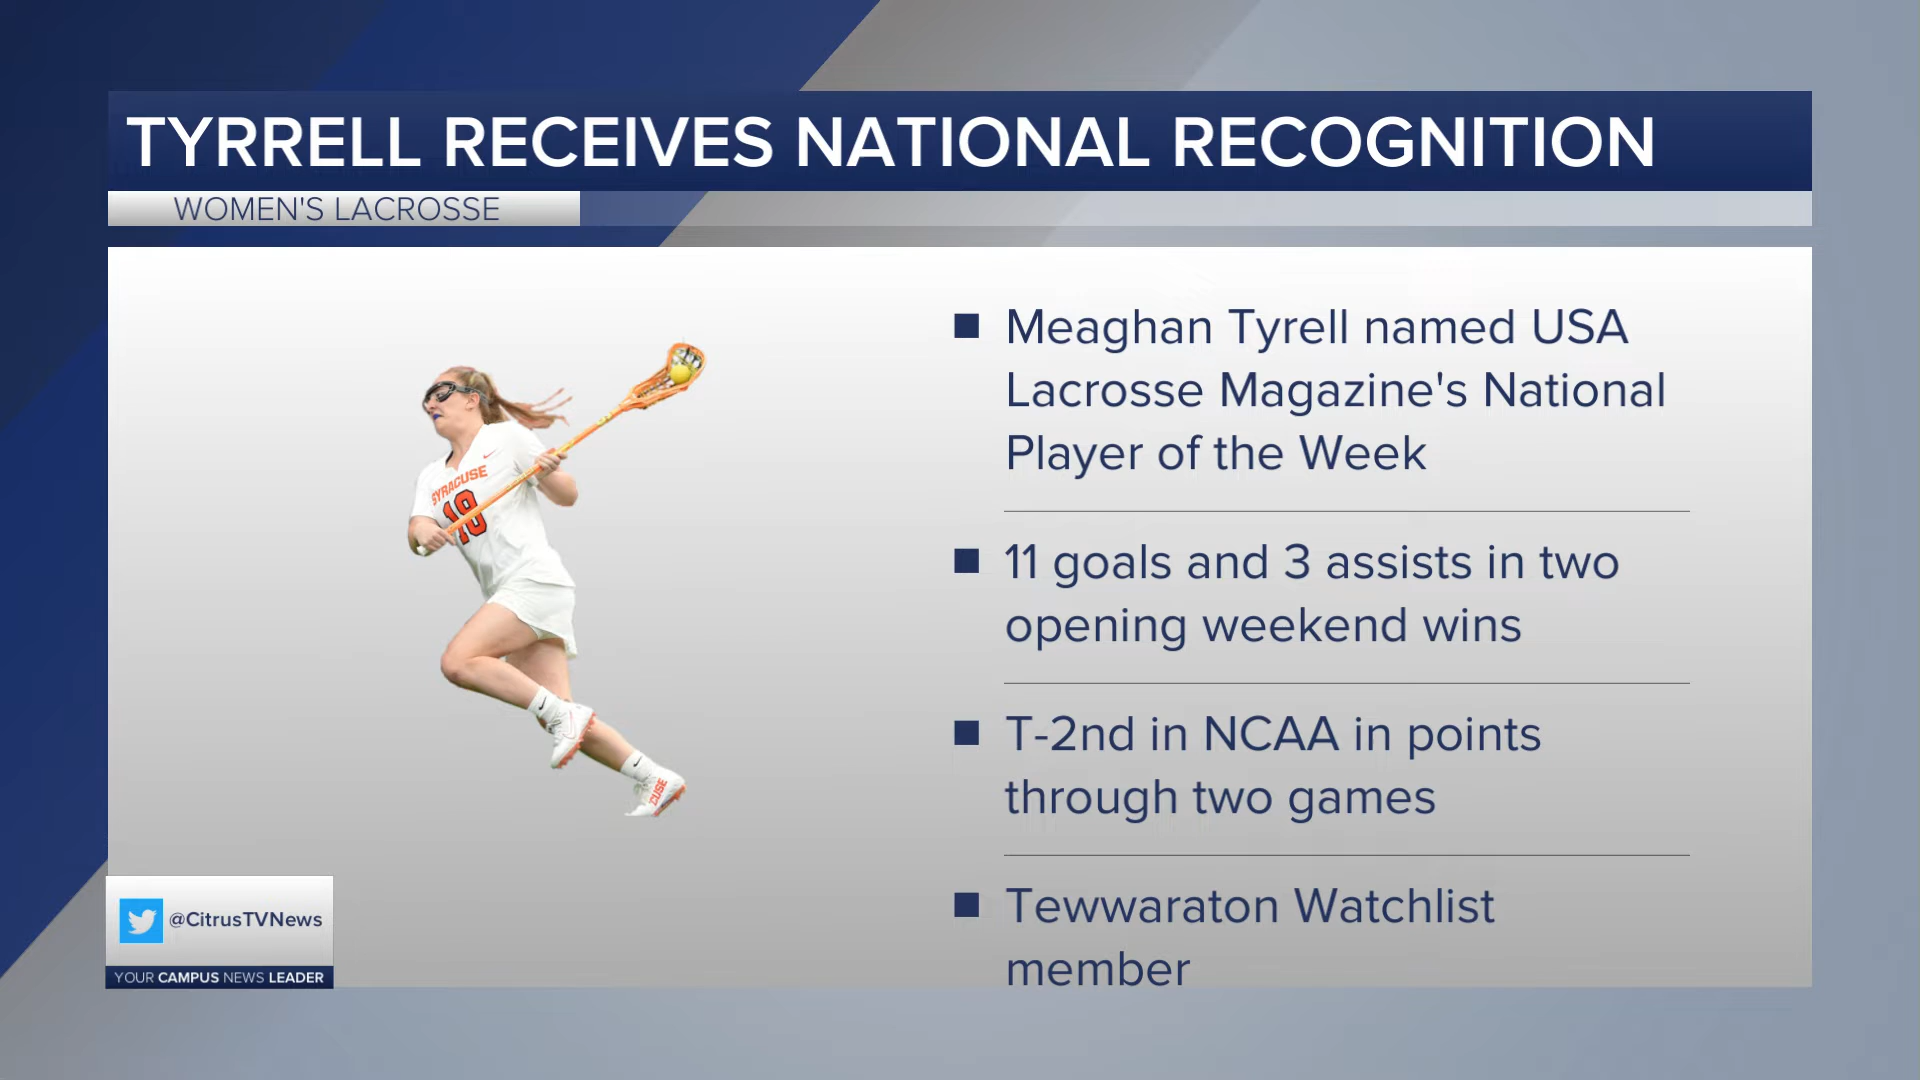 TYRRELL RECEIVES NATIONAL RECOGNITION
WOMEN'S LACROSSE
Meaghan Tyrell named USA
Lacrosse Magazine's National
Player of the Week
11 goals and 3 assists in two
opening weekend wins
T-2nd in NCAA in points
through two games
Tewwaraton Watchlist
member
SYRACUSE
18
CUSE
@CitrusTVNews
YOUR CAMPUS NEWS LEADER